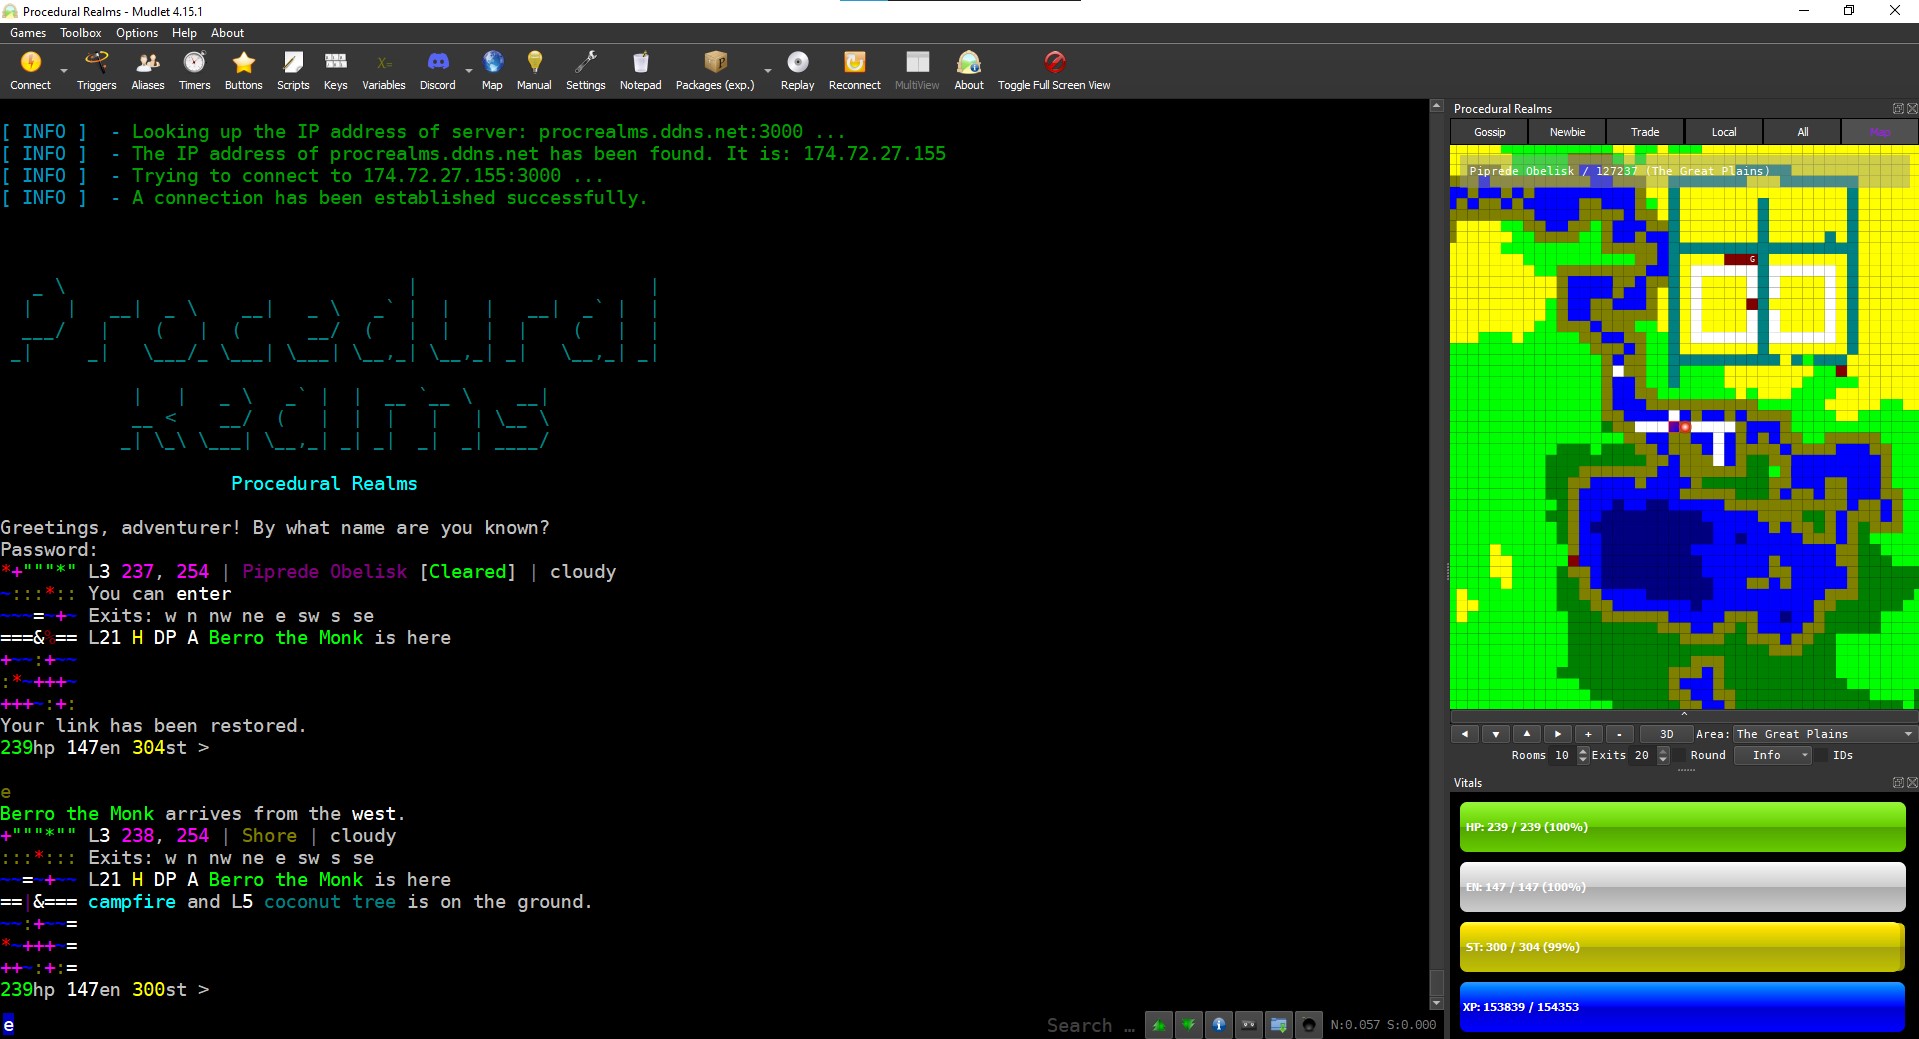 Procedural Realms - Mudlet 4.15.1
Games Toolbox Options Help About
Connect Triggers Aliases Timers Buttons Scripts Keys Variables Discord Map Manual Settings Notepad Packages (exp.) Replay Reconnect MultiView About Toggle Full Screen View
[ INFO ]  - Looking up the IP address of server: procrealms.ddns.net:3000 ...
[ INFO ]  - The IP address of procrealms.ddns.net has been found. It is: 174.72.27.155
[ INFO ]  - Trying to connect to 174.72.27.155:3000 ...
[ INFO ]  - A connection has been established successfully.
Procedural
Realms
Procedural Realms
Greetings, adventurer! By what name are you known?
Password:
*+"""*" L3 237, 254 | Piprede Obelisk [Cleared] | cloudy
~:::*:: You can enter
~~~=~+~ Exits: w n nw ne e sw s se
===&%== L21 H DP A Berro the Monk is here
+~~:+~~
:*~+++~
+++~:+:
Your link has been restored.
239hp 147en 304st >
e
Berro the Monk arrives from the west.
+"""*"" L3 238, 254 | Shore | cloudy
:::*::: Exits: w n nw ne e sw s se
~~=~+~~ L21 H DP A Berro the Monk is here
==|&=== campfire and L5 coconut tree is on the ground.
~~:+~~=
*~+++~=
++~:+:=
239hp 147en 300st >
e
Search ...
N:0.057 S:0.000
Procedural Realms
Gossip Newbie Trade Local All Map
Piprede Obelisk / 127237 (The Great Plains)
G
+ - 3D Area: The Great Plains
Rooms 10 Exits 20 Round Info IDs
Vitals
HP: 239 / 239 (100%)
EN: 147 / 147 (100%)
ST: 300 / 304 (99%)
XP: 153839 / 154353